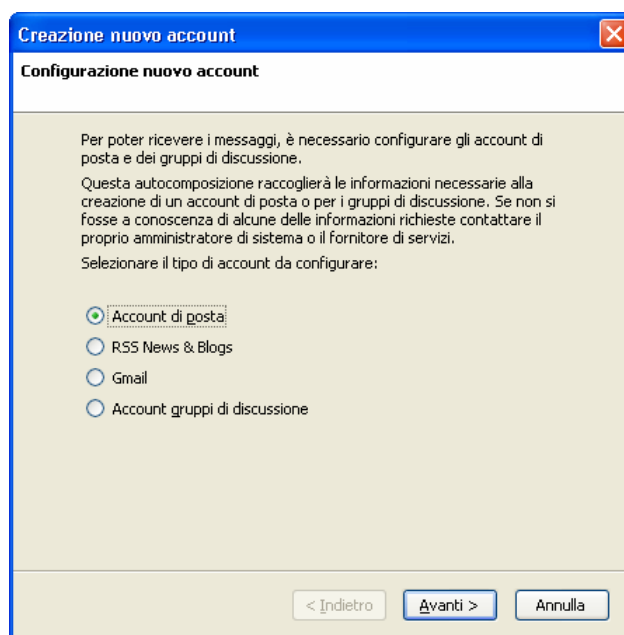 Creazione nuovo account
Configurazione nuovo account
Per poter ricevere i messaggi, è necessario configurare gli account di
posta e dei gruppi di discussione.
Questa autocomposizione raccoglierà le informazioni necessarie alla
creazione di un account di posta o per i gruppi di discussione. Se non si
fosse a conoscenza di alcune delle informazioni richieste contattare il
proprio amministratore di sistema o il fornitore di servizi.
Selezionare il tipo di account da configurare:
Account di posta
RSS News & Blogs
Gmail
Account gruppi di discussione
< Indietro Avanti > Annulla